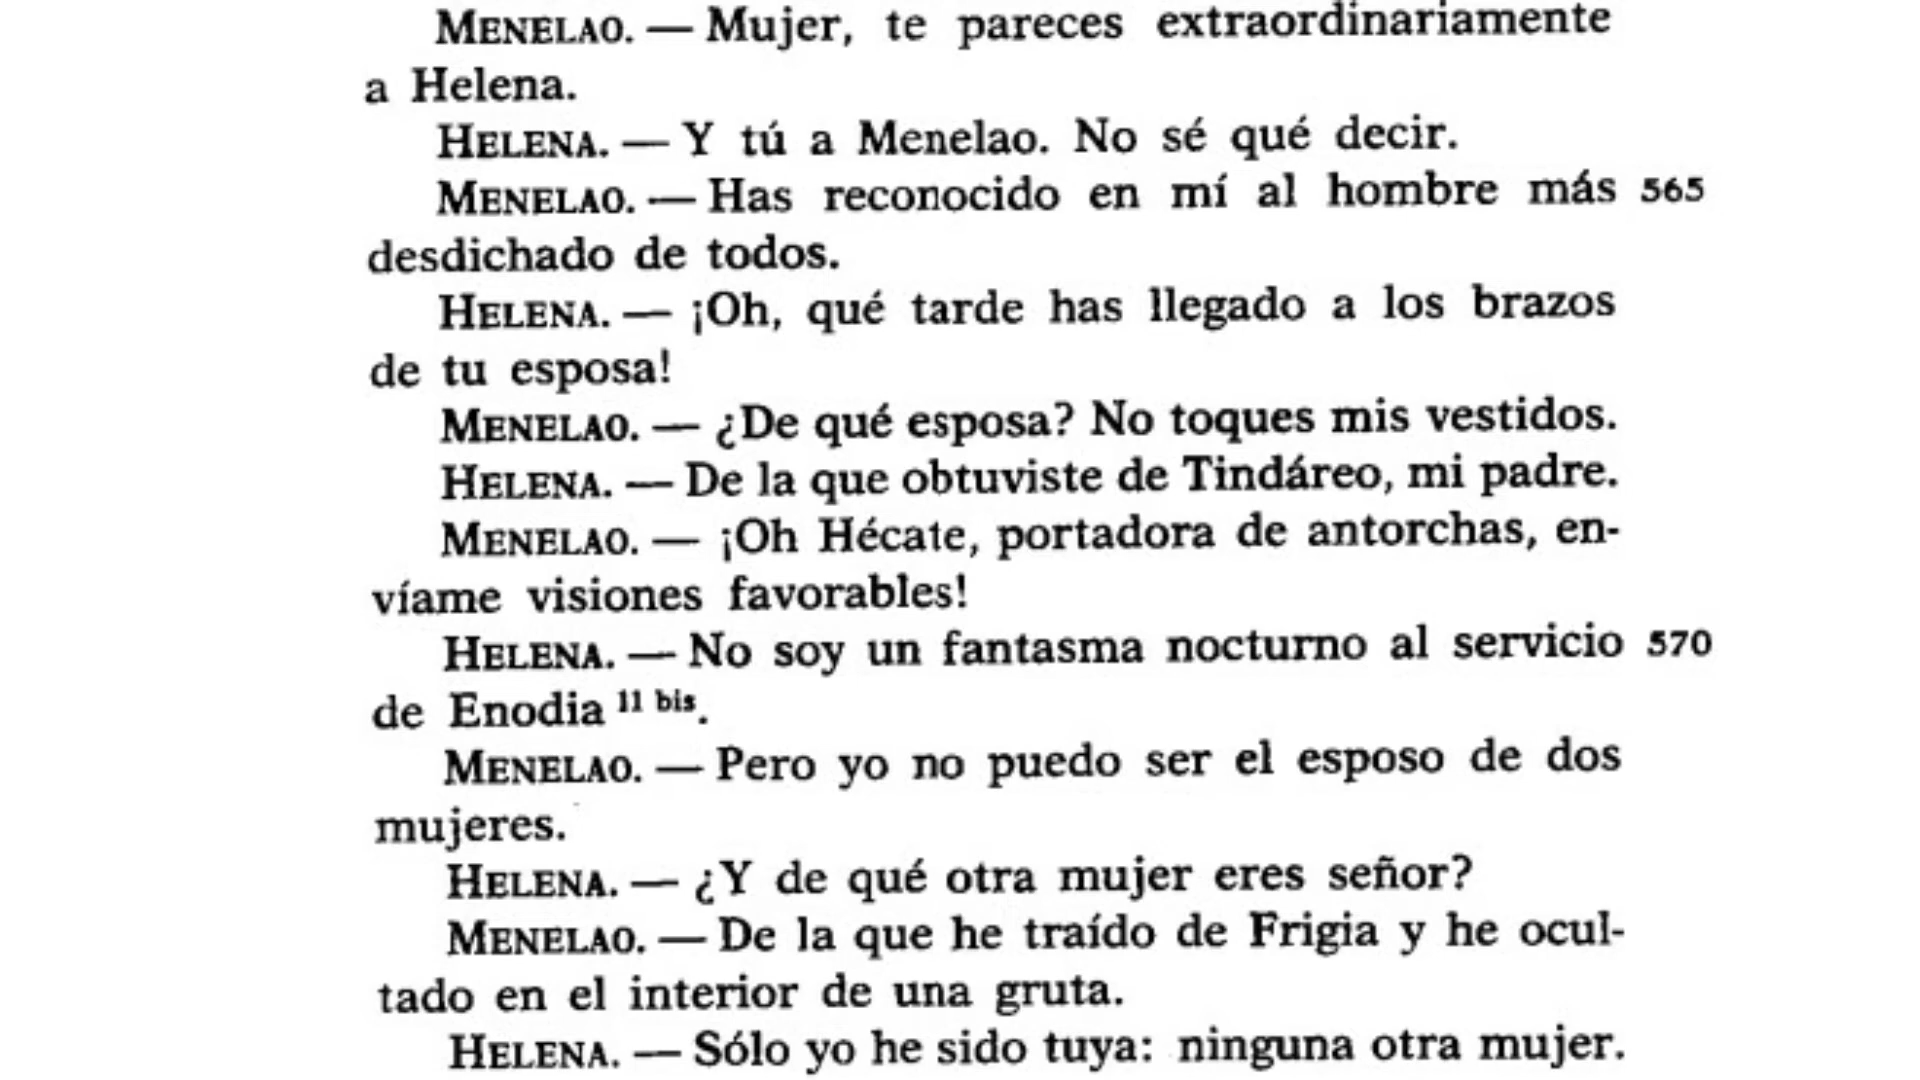 MENELAO. — Mujer, te pareces extraordinariamente
a Helena.
HELENA. — Y tú a Menelao. No sé qué decir.
MENELAO. — Has reconocido en mí al hombre más 565
desdichado de todos.
HELENA. — ¡Oh, qué tarde has llegado a los brazos
de tu esposa!
MENELAO. — ¿De qué esposa? No toques mis vestidos.
HELENA. — De la que obtuviste de Tindáreo, mi padre.
MENELAO. — ¡Oh Hécate, portadora de antorchas, en-
víame visiones favorables!
HELENA. — No soy un fantasma nocturno al servicio 570
de Enodia 11 bis.
MENELAO. — Pero yo no puedo ser el esposo de dos
mujeres.
HELENA. — ¿Y de qué otra mujer eres señor?
MENELAO. — De la que he traído de Frigia y he ocul-
tado en el interior de una gruta.
HELENA. — Sólo yo he sido tuya: ninguna otra mujer.